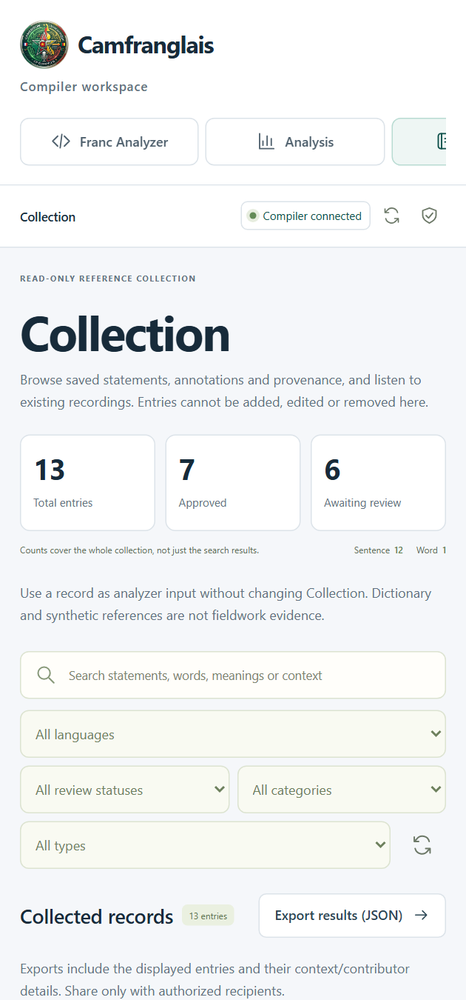 Camfranglais
Compiler workspace
Franc Analyzer
Analysis
Collection
Compiler connected
READ-ONLY REFERENCE COLLECTION
Collection
Browse saved statements, annotations and provenance, and listen to
existing recordings. Entries cannot be added, edited or removed here.
13
Total entries
7
Approved
6
Awaiting review
Counts cover the whole collection, not just the search results.
Sentence 12 Word 1
Use a record as analyzer input without changing Collection. Dictionary
and synthetic references are not fieldwork evidence.
Search statements, words, meanings or context
All languages
All review statuses
All categories
All types
Collected records
13 entries
Export results (JSON)
Exports include the displayed entries and their context/contributor
details. Share only with authorized recipients.